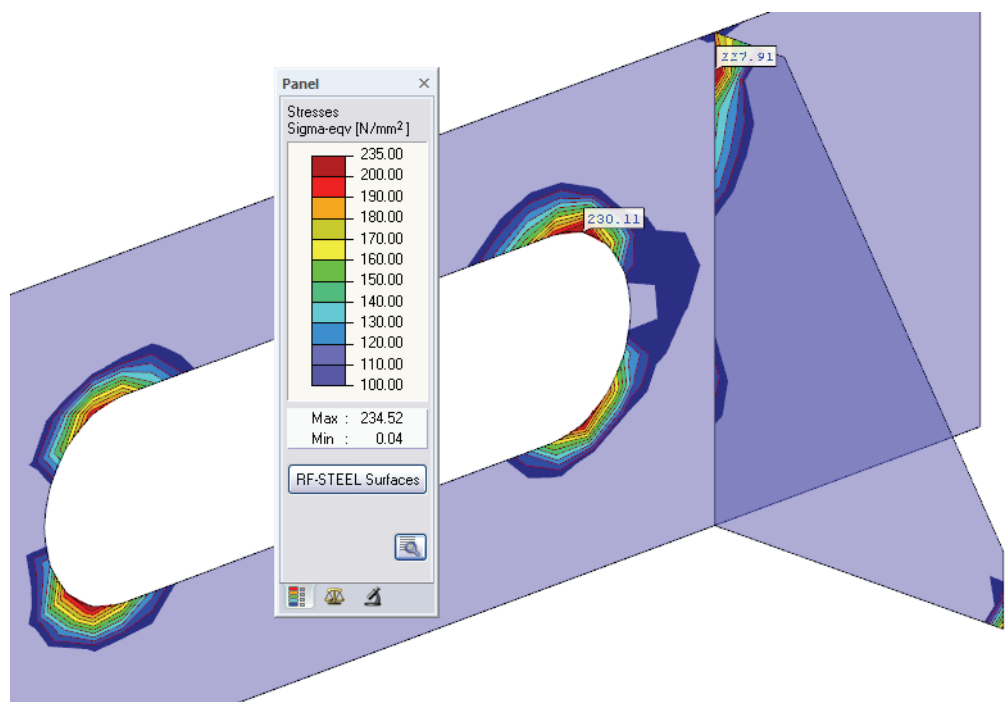 227.91
Panel ×
Stresses
Sigma-eqv [N/mm²]
235.00
200.00
190.00
180.00
170.00
160.00
150.00
140.00
130.00
120.00
110.00
100.00
230.11
Max : 234.52
Min : 0.04
RF-STEEL Surfaces